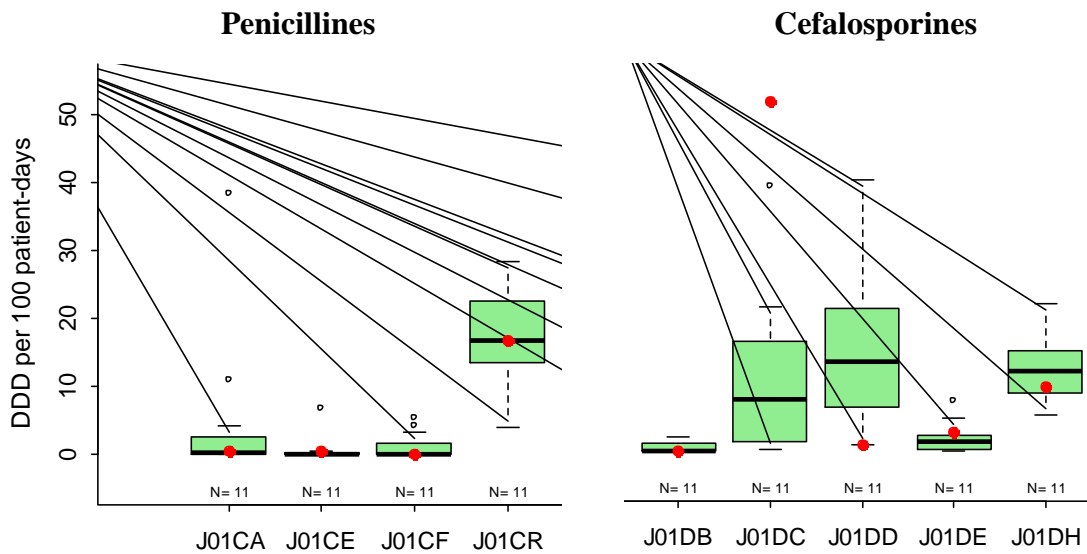 Penicillines
Cefalosporines
DDD per 100 patient-days
50
40
30
20
10
0
N= 11 N= 11 N= 11 N= 11
J01CA J01CE J01CF J01CR
N= 11 N= 11 N= 11 N= 11 N= 11
J01DB J01DC J01DD J01DE J01DH